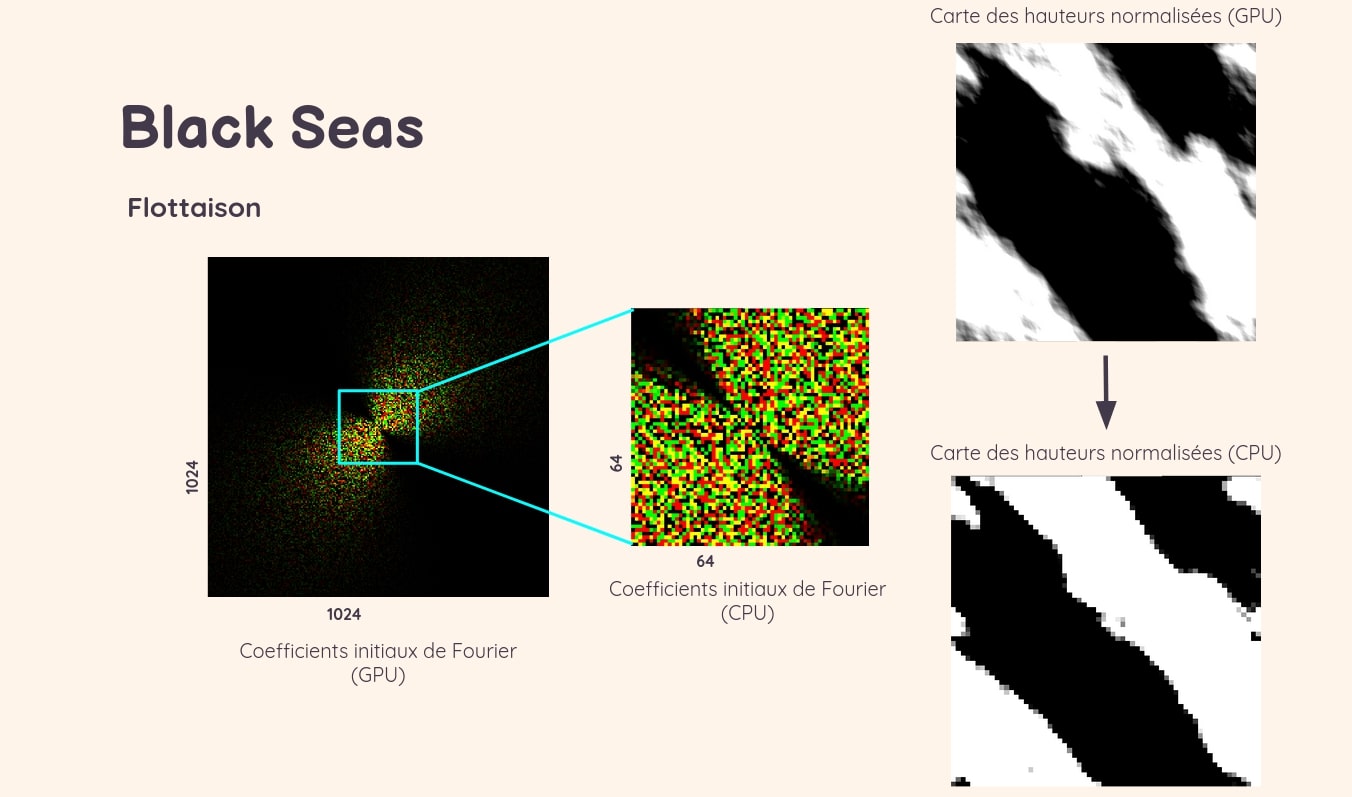 Black Seas
Flottaison
1024
1024
Coefficients initiaux de Fourier
(GPU)
64
64
Coefficients initiaux de Fourier
(CPU)
Carte des hauteurs normalisées (GPU)
Carte des hauteurs normalisées (CPU)